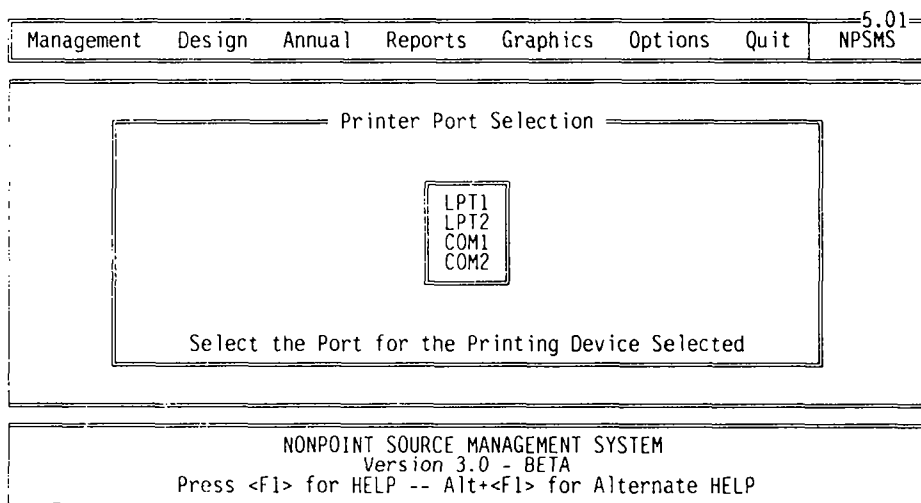 5.01
Management Design Annual Reports Graphics Options Quit NPSMS
Printer Port Selection
LPT1
LPT2
COM1
COM2
Select the Port for the Printing Device Selected
NONPOINT SOURCE MANAGEMENT SYSTEM
Version 3.0 - BETA
Press <F1> for HELP -- Alt+<F1> for Alternate HELP